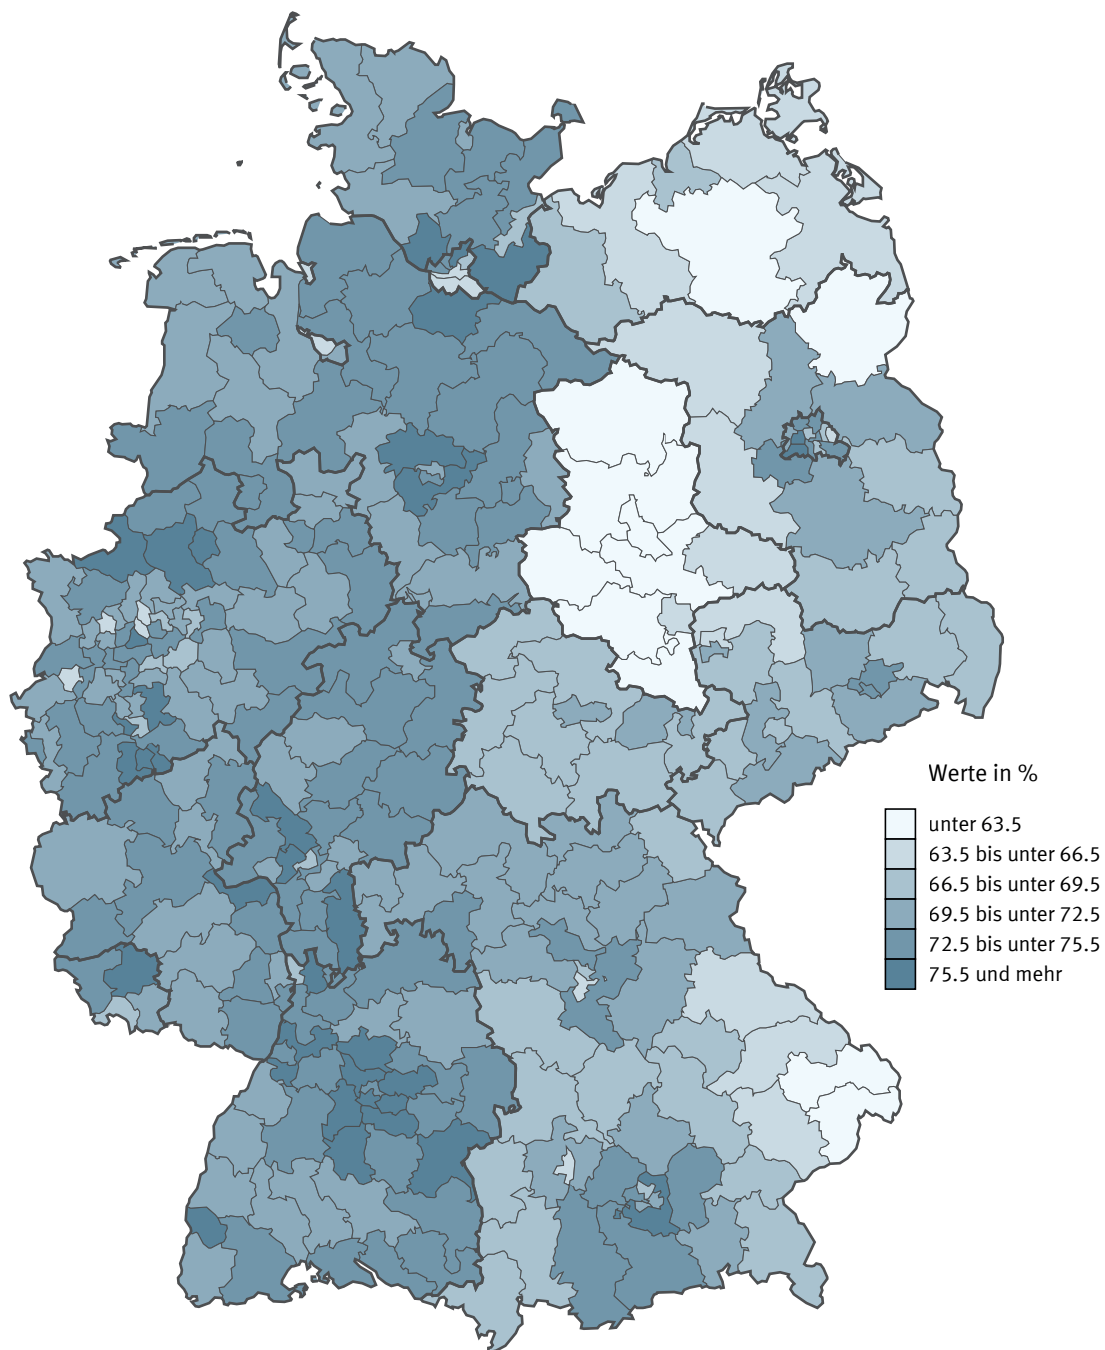 Werte in %
unter 63.5
63.5 bis unter 66.5
66.5 bis unter 69.5
69.5 bis unter 72.5
72.5 bis unter 75.5
75.5 und mehr